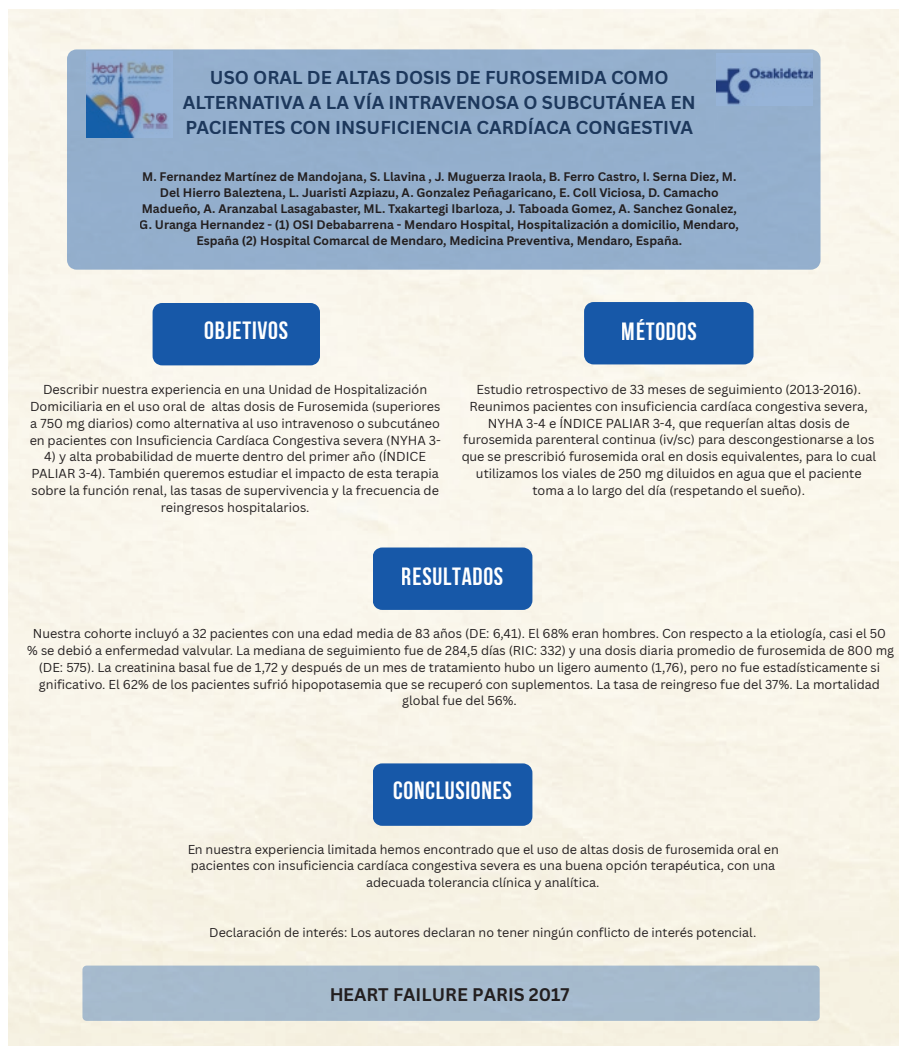 Heart Failure
2017
Osakidetza
USO ORAL DE ALTAS DOSIS DE FUROSEMIDA COMO
ALTERNATIVA A LA VÍA INTRAVENOSA O SUBCUTÁNEA EN
PACIENTES CON INSUFICIENCIA CARDÍACA CONGESTIVA
M. Fernandez Martínez de Mandojana, S. Llavina , J. Muguerza Iraola, B. Ferro Castro, I. Serna Diez, M.
Del Hierro Baleztena, L. Juaristi Azpiazu, A. Gonzalez Peñagaricano, E. Coll Viciosa, D. Camacho
Madueño, A. Aranzabal Lasagabaster, ML. Txakartegi Ibarloza, J. Taboada Gomez, A. Sanchez Gonalez,
G. Uranga Hernandez - (1) OSI Debabarrena - Mendaro Hospital, Hospitalización a domicilio, Mendaro,
España (2) Hospital Comarcal de Mendaro, Medicina Preventiva, Mendaro, España.
OBJETIVOS
Describir nuestra experiencia en una Unidad de Hospitalización
Domiciliaria en el uso oral de altas dosis de Furosemida (superiores
a 750 mg diarios) como alternativa al uso intravenoso o subcutáneo
en pacientes con Insuficiencia Cardíaca Congestiva severa (NYHA 3-
4) y alta probabilidad de muerte dentro del primer año (ÍNDICE
PALIAR 3-4). También queremos estudiar el impacto de esta terapia
sobre la función renal, las tasas de supervivencia y la frecuencia de
reingresos hospitalarios.
MÉTODOS
Estudio retrospectivo de 33 meses de seguimiento (2013-2016).
Reunimos pacientes con insuficiencia cardíaca congestiva severa,
NYHA 3-4 e ÍNDICE PALIAR 3-4, que requerían altas dosis de
furosemida parenteral continua (iv/sc) para descongestionarse a los
que se prescribió furosemida oral en dosis equivalentes, para lo cual
utilizamos los viales de 250 mg diluidos en agua que el paciente
toma a lo largo del día (respetando el sueño).
RESULTADOS
Nuestra cohorte incluyó a 32 pacientes con una edad media de 83 años (DE: 6,41). El 68% eran hombres. Con respecto a la etiología, casi el 50
% se debió a enfermedad valvular. La mediana de seguimiento fue de 284,5 días (RIC: 332) y una dosis diaria promedio de furosemida de 800 mg
(DE: 575). La creatinina basal fue de 1,72 y después de un mes de tratamiento hubo un ligero aumento (1,76), pero no fue estadísticamente si
gnificativo. El 62% de los pacientes sufrió hipopotasemia que se recuperó con suplementos. La tasa de reingreso fue del 37%. La mortalidad
global fue del 56%.
CONCLUSIONES
En nuestra experiencia limitada hemos encontrado que el uso de altas dosis de furosemida oral en
pacientes con insuficiencia cardíaca congestiva severa es una buena opción terapéutica, con una
adecuada tolerancia clínica y analítica.
Declaración de interés: Los autores declaran no tener ningún conflicto de interés potencial.
HEART FAILURE PARIS 2017